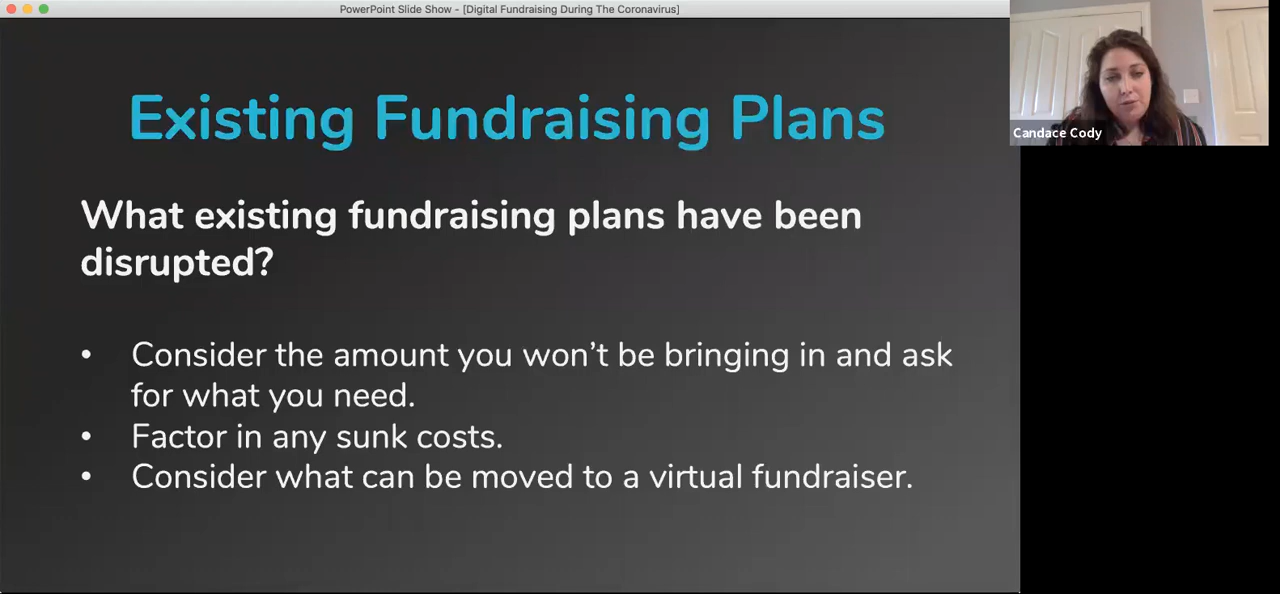 PowerPoint Slide Show - [Digital Fundraising During The Coronavirus]
Existing Fundraising Plans
What existing fundraising plans have been
disrupted?
• Consider the amount you won’t be bringing in and ask
for what you need.
• Factor in any sunk costs.
• Consider what can be moved to a virtual fundraiser.
Candace Cody